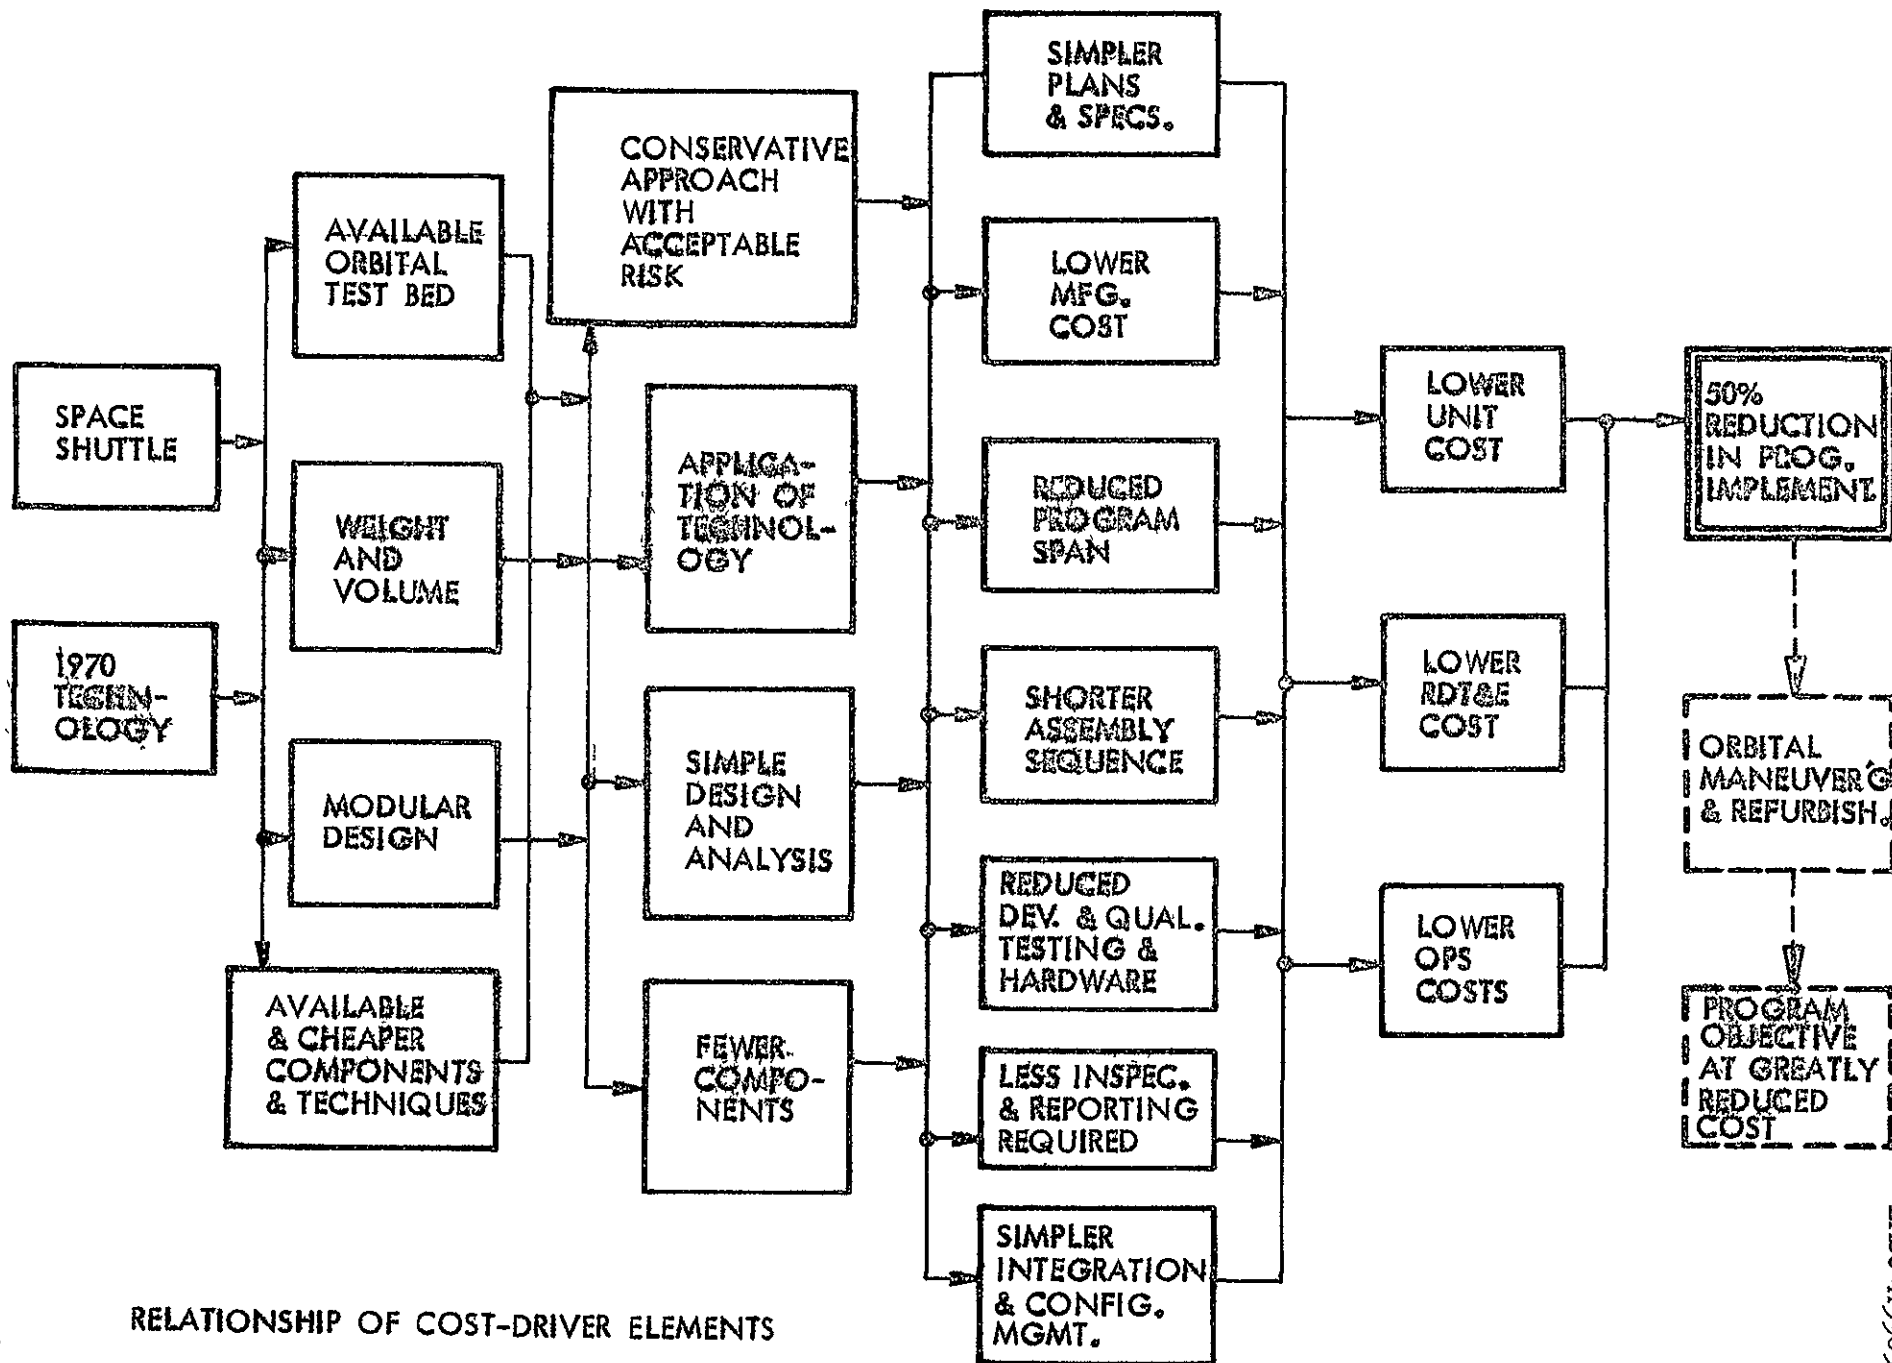 SPACE
SHUTTLE
1970
TECHN-
OLOGY
AVAILABLE
ORBITAL
TEST BED
WEIGHT
AND
VOLUME
MODULAR
DESIGN
AVAILABLE
& CHEAPER
COMPONENTS
& TECHNIQUES
CONSERVATIVE
APPROACH
WITH
ACCEPTABLE
RISK
APPLICA-
TION OF
TECHNOL-
OGY
SIMPLE
DESIGN
AND
ANALYSIS
FEWER
COMPO-
NENTS
SIMPLER
PLANS
& SPECS.
LOWER
MFG.
COST
REDUCED
PROGRAM
SPAN
SHORTER
ASSEMBLY
SEQUENCE
REDUCED
DEV. & QUAL.
TESTING &
HARDWARE
LESS INSPEC.
& REPORTING
REQUIRED
SIMPLER
INTEGRATION
& CONFIG.
MGMT.
LOWER
UNIT
COST
LOWER
RDT&E
COST
LOWER
OPS
COSTS
50%
REDUCTION
IN PROG.
IMPLEMENT.
ORBITAL
MANEUVER'G
& REFURBISH.
PROGRAM
OBJECTIVE
AT GREATLY
REDUCED
COST
RELATIONSHIP OF COST-DRIVER ELEMENTS